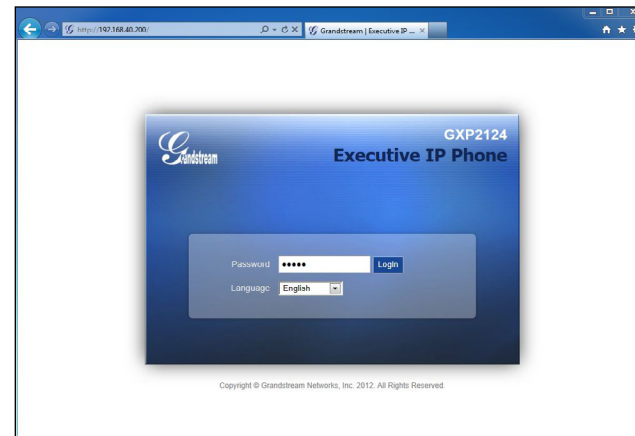 http://192.168.40.200/
Grandstream | Executive IP ...
Grandstream
GXP2124
Executive IP Phone
Password ••••• Login
Language English
Copyright © Grandstream Networks, Inc. 2012. All Rights Reserved.